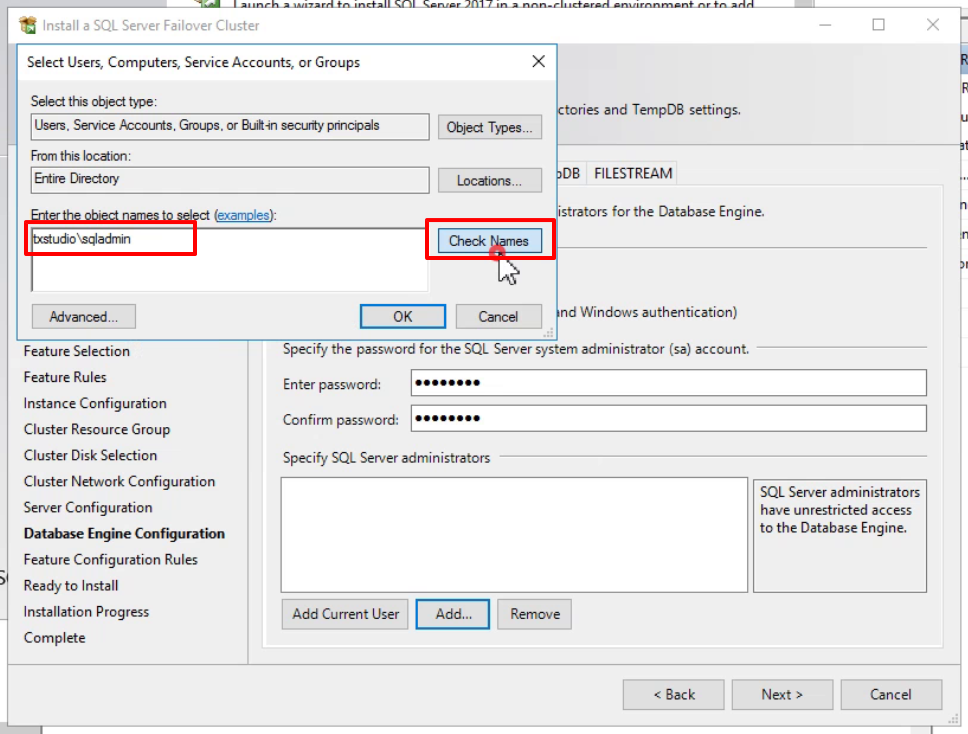 Launch a wizard to install SQL Server 2017 in a non-clustered environment or to add
Install a SQL Server Failover Cluster
Select Users, Computers, Service Accounts, or Groups
Select this object type:
Users, Service Accounts, Groups, or Built-in security principals
Object Types...
From this location:
Entire Directory
Locations...
Enter the object names to select (examples):
txstudio\sqladmin
Check Names
Advanced...
OK
Cancel
ctories and TempDB settings.
DB
FILESTREAM
istrators for the Database Engine.
and Windows authentication)
Feature Selection
Feature Rules
Instance Configuration
Cluster Resource Group
Cluster Disk Selection
Cluster Network Configuration
Server Configuration
Database Engine Configuration
Feature Configuration Rules
Ready to Install
Installation Progress
Complete
Specify the password for the SQL Server system administrator (sa) account.
Enter password: ●●●●●●●●
Confirm password: ●●●●●●●●
Specify SQL Server administrators
SQL Server administrators
have unrestricted access
to the Database Engine.
Add Current User
Add...
Remove
< Back
Next >
Cancel